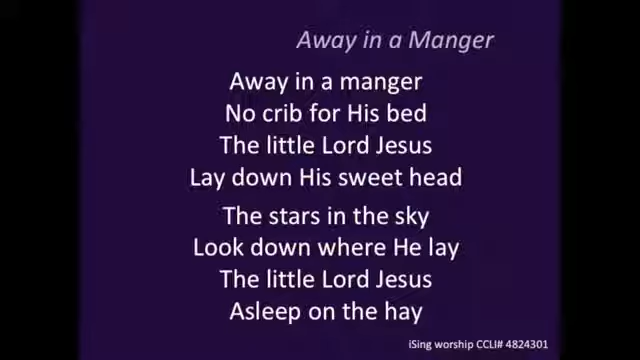 Away in a Manger
Away in a manger
No crib for His bed
The little Lord Jesus
Lay down His sweet head
The stars in the sky
Look down where He lay
The little Lord Jesus
Asleep on the hay
iSing worship CCLI# 4824301